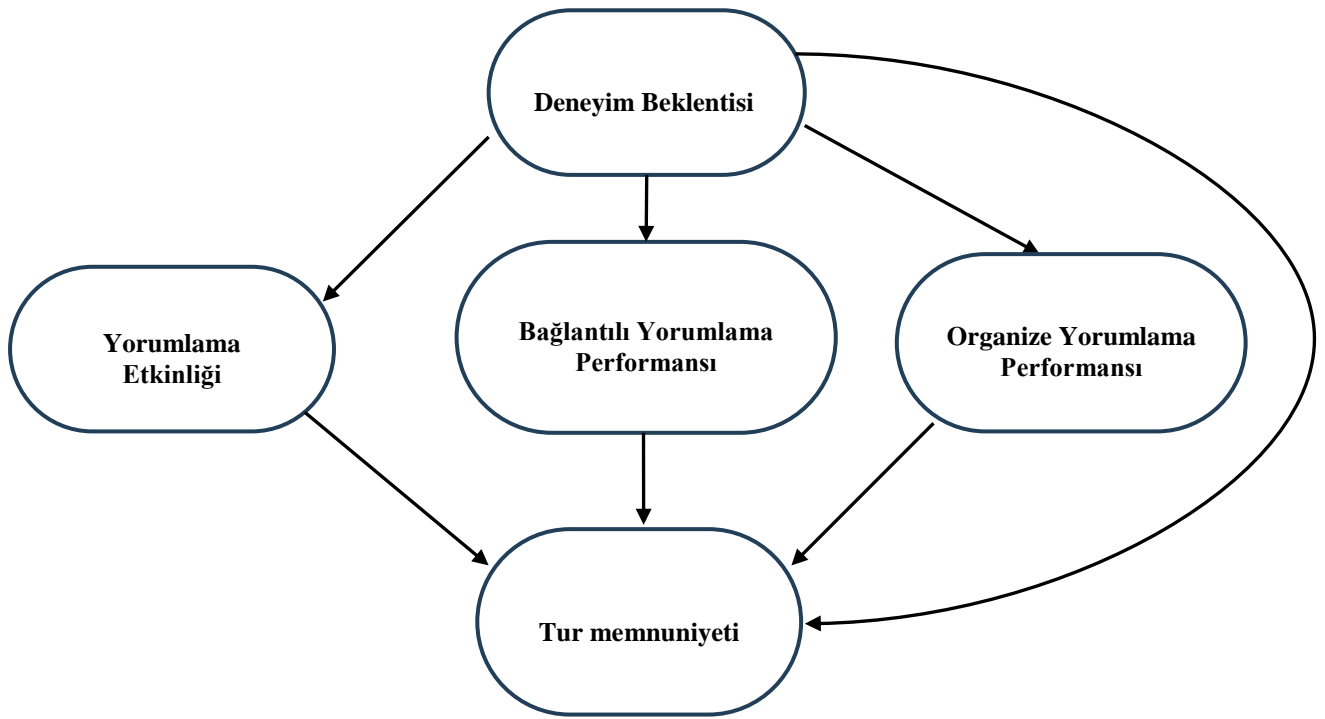 Deneyim Beklentisi
Yorumlama
Etkinliği
Bağlantılı Yorumlama
Performansı
Organize Yorumlama
Performansı
Tur memnuniyeti